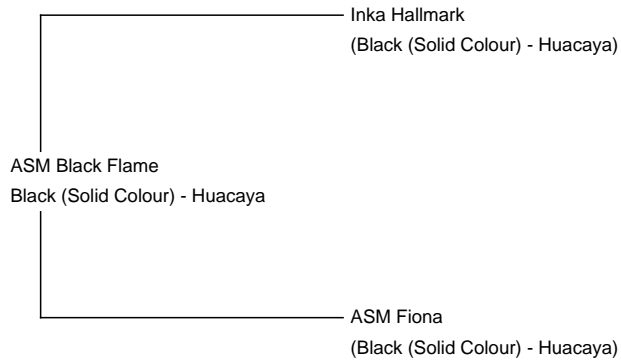 Inka Hallmark
(Black (Solid Colour) - Huacaya)
ASM Black Flame
Black (Solid Colour) - Huacaya
ASM Fiona
(Black (Solid Colour) - Huacaya)